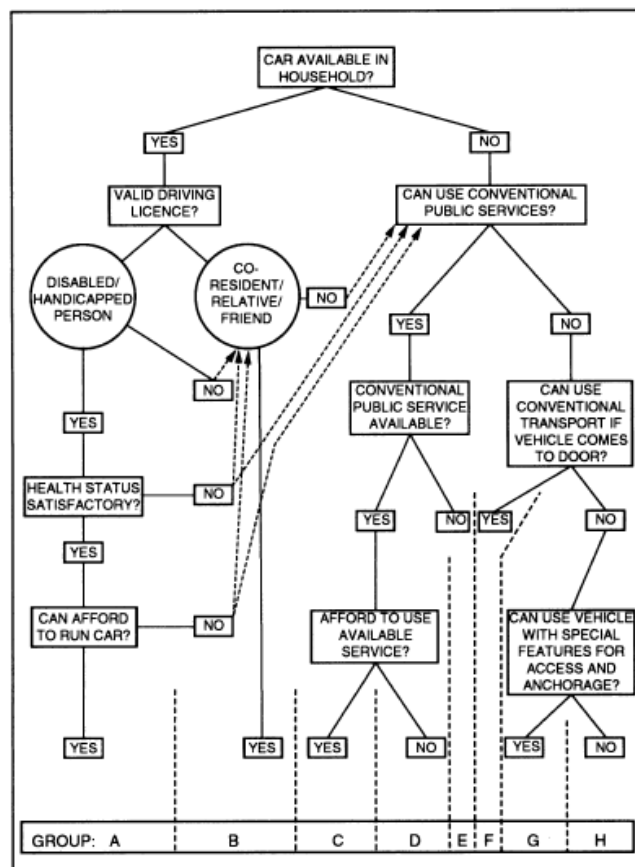 CAR AVAILABLE IN
HOUSEHOLD?
YES
NO
VALID DRIVING
LICENCE?
CAN USE CONVENTIONAL
PUBLIC SERVICES?
DISABLED/
HANDICAPPED
PERSON
CO-
RESIDENT/
RELATIVE/
FRIEND
NO
YES
NO
NO
CONVENTIONAL
PUBLIC SERVICE
AVAILABLE?
CAN USE
CONVENTIONAL
TRANSPORT IF
VEHICLE COMES
TO DOOR?
YES
HEALTH STATUS
SATISFACTORY?
NO
YES
NO
YES
NO
YES
CAN AFFORD
TO RUN CAR?
NO
AFFORD TO USE
AVAILABLE
SERVICE?
CAN USE VEHICLE
WITH SPECIAL
FEATURES FOR
ACCESS AND
ANCHORAGE?
YES
YES
YES
NO
YES
NO
GROUP: A B C D E F G H